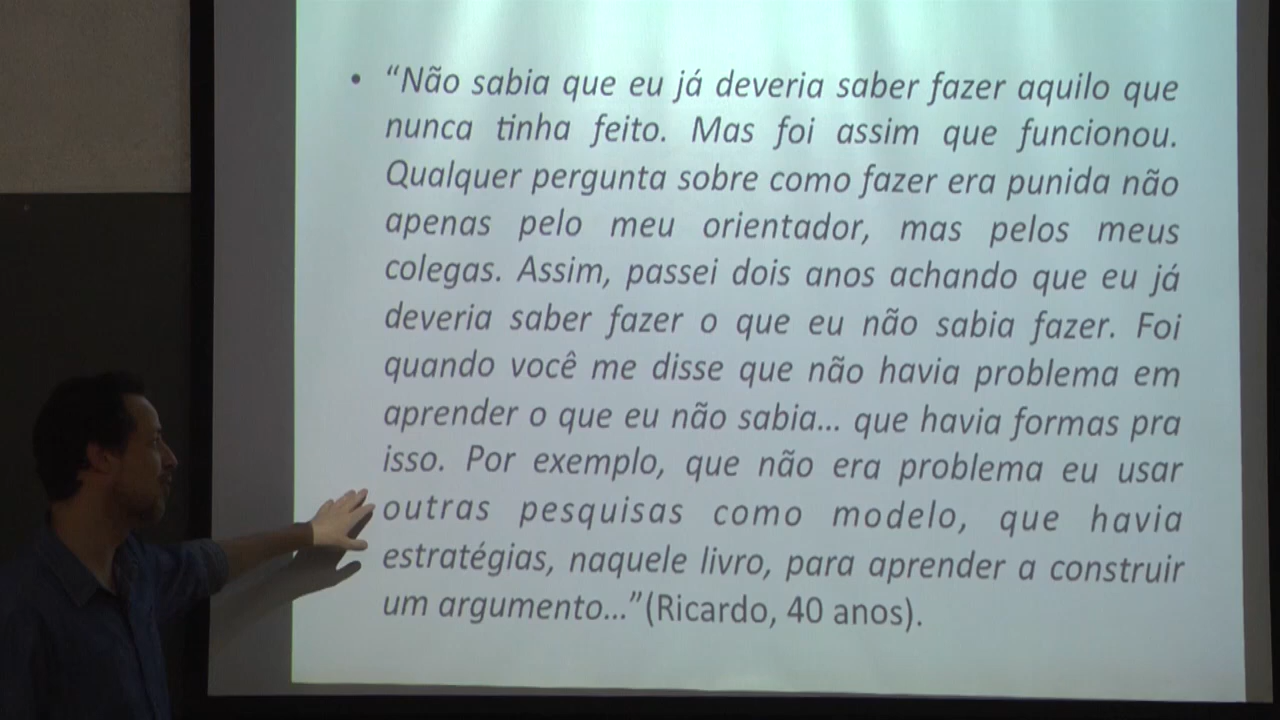 • “Não sabia que eu já deveria saber fazer aquilo que
nunca tinha feito. Mas foi assim que funcionou.
Qualquer pergunta sobre como fazer era punida não
apenas pelo meu orientador, mas pelos meus
colegas. Assim, passei dois anos achando que eu já
deveria saber fazer o que eu não sabia fazer. Foi
quando você me disse que não havia problema em
aprender o que eu não sabia... que havia formas pra
isso. Por exemplo, que não era problema eu usar
outras pesquisas como modelo, que havia
estratégias, naquele livro, para aprender a construir
um argumento...”(Ricardo, 40 anos).